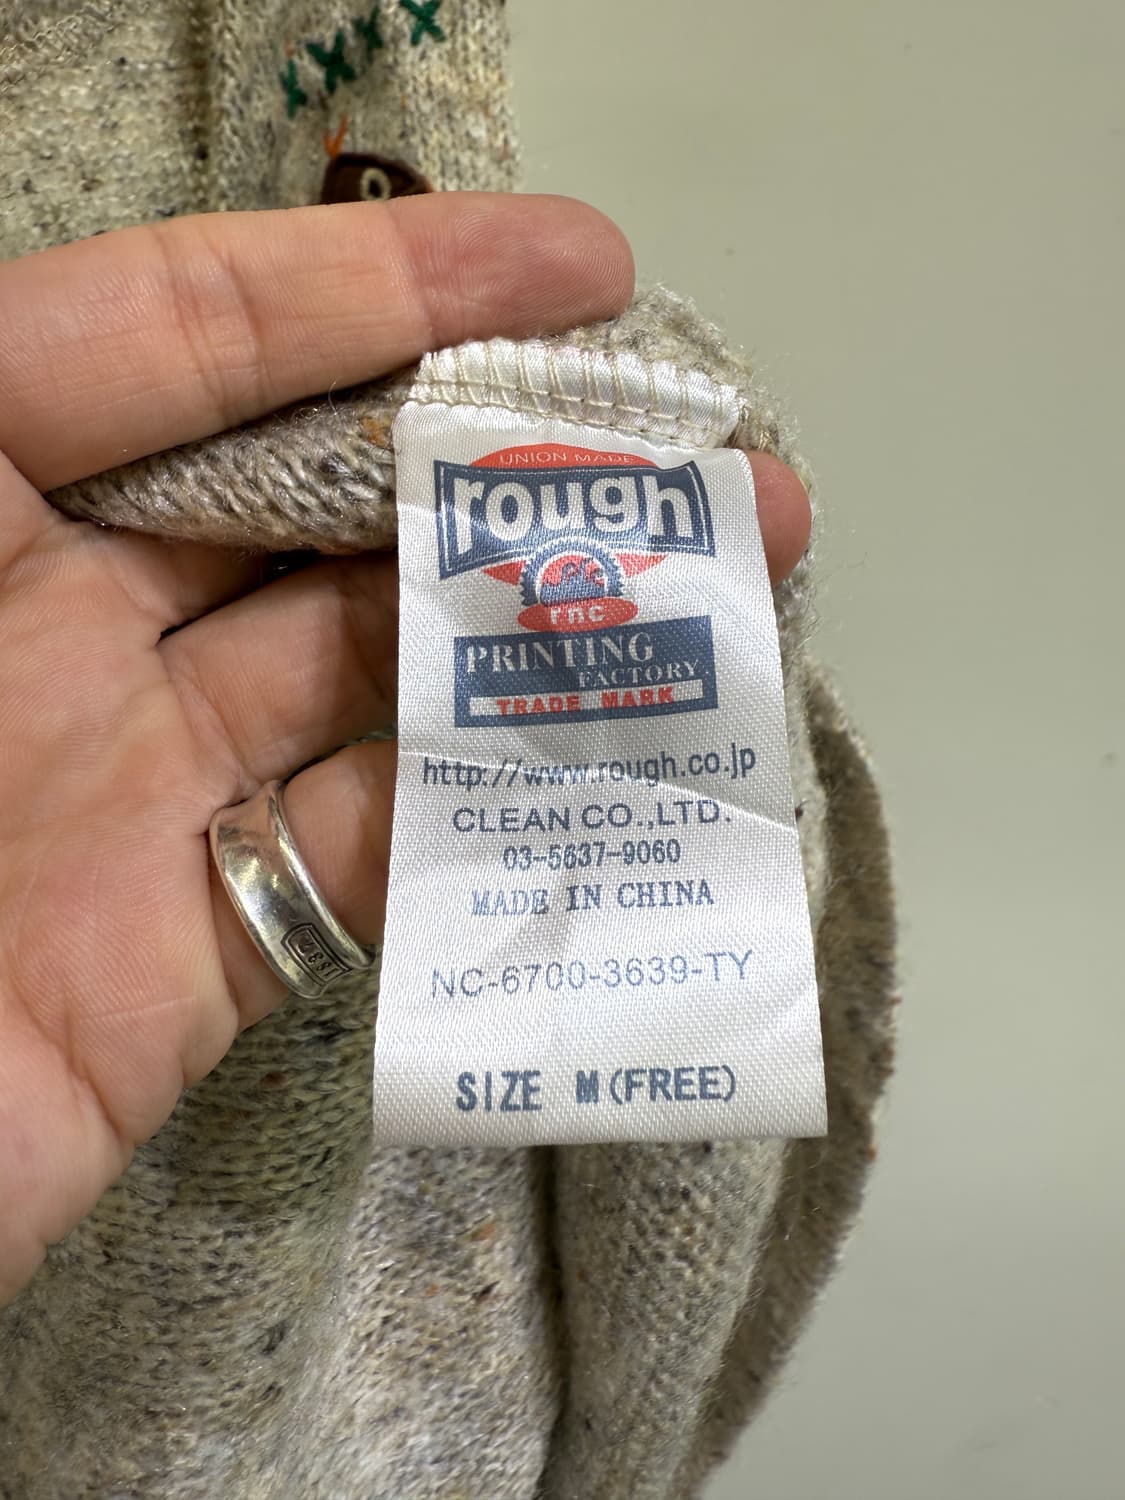 UNION MADE
rough
rnc
PRINTING
FACTORY
TRADE MARK
http://www.rough.co.jp
CLEAN CO.,LTD.
03-5637-9060
MADE IN CHINA
NC-6700-3639-TY
SIZE M(FREE)
1837